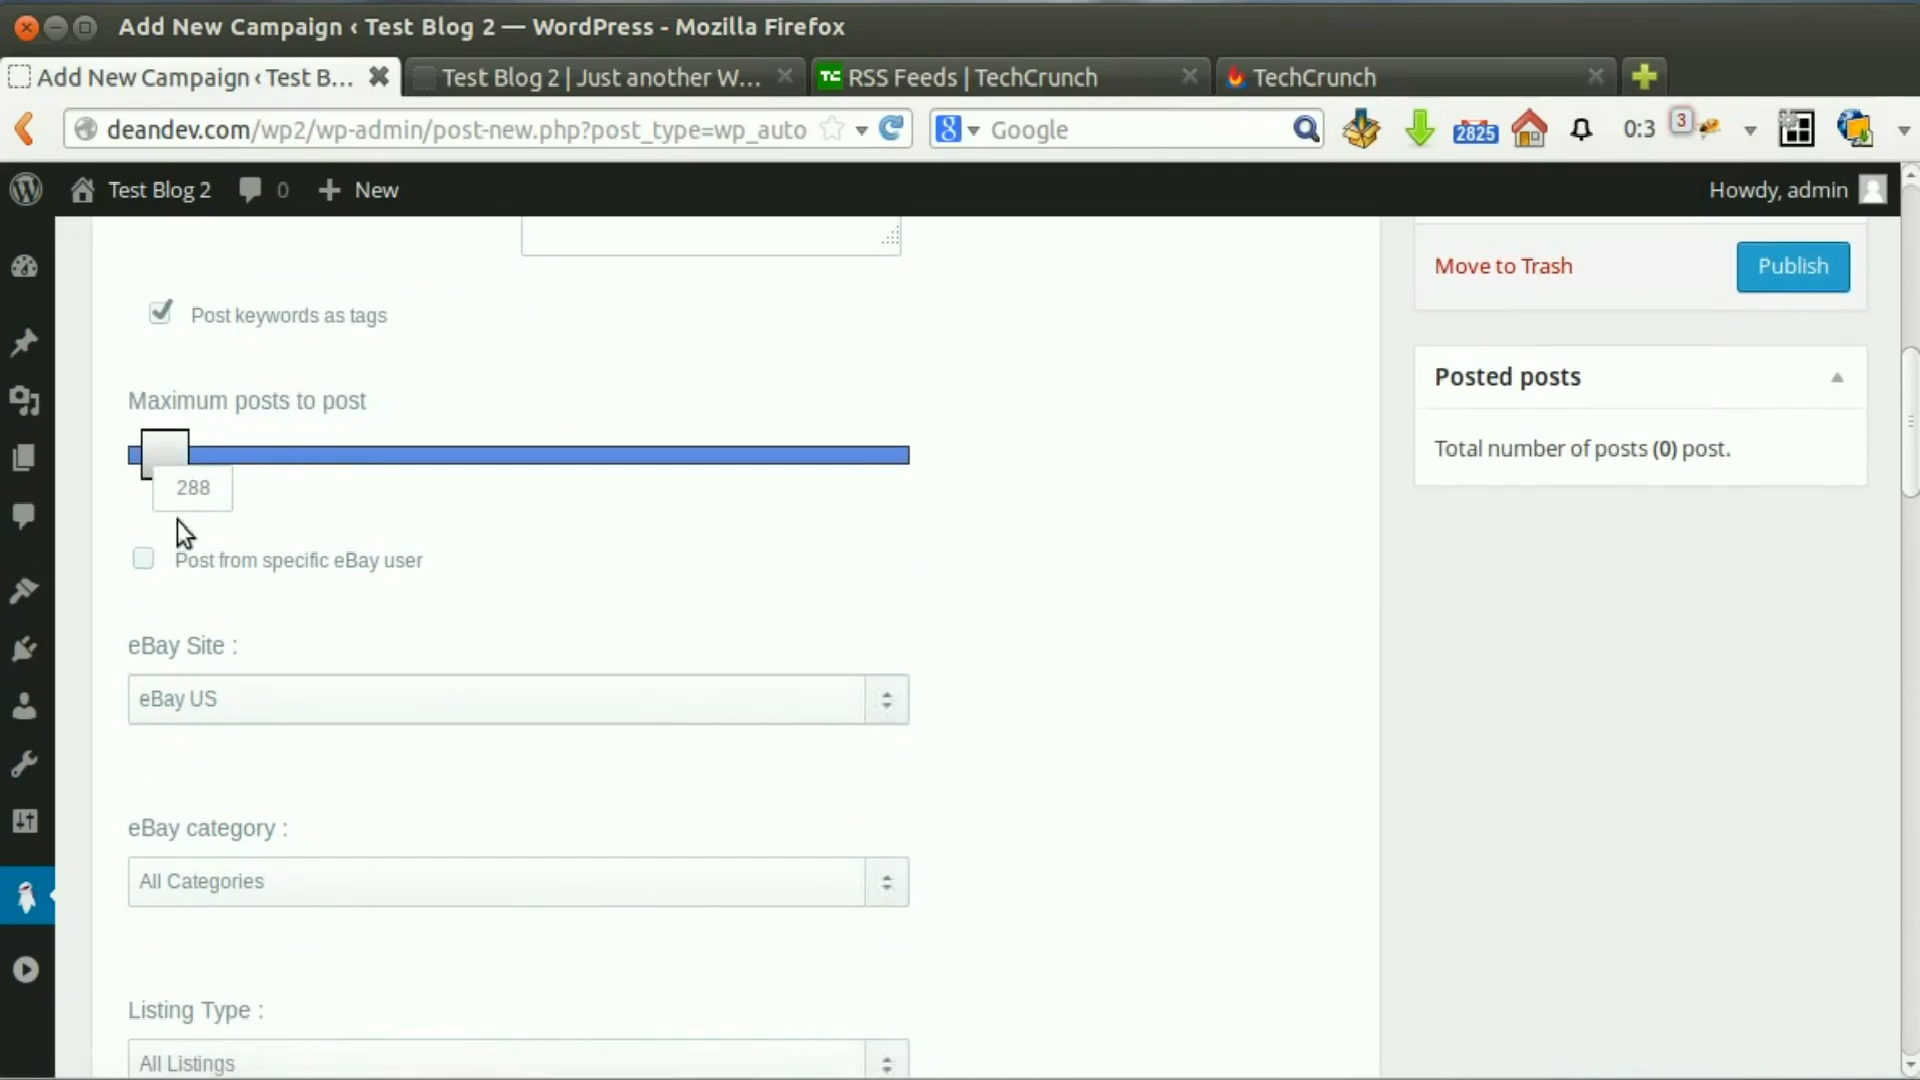 Add New Campaign ‹ Test Blog 2 — WordPress - Mozilla Firefox
Add New Campaign ‹ Test B...
Test Blog 2 | Just another W...
TC RSS Feeds | TechCrunch
TechCrunch
deandev.com/wp2/wp-admin/post-new.php?post_type=wp_auto
8 Google
2825
0:3
3
Test Blog 2
0
New
Howdy, admin
Move to Trash
Publish
Post keywords as tags
Posted posts
Maximum posts to post
Total number of posts (0) post.
288
Post from specific eBay user
eBay Site :
eBay US
eBay category :
All Categories
Listing Type :
All Listings